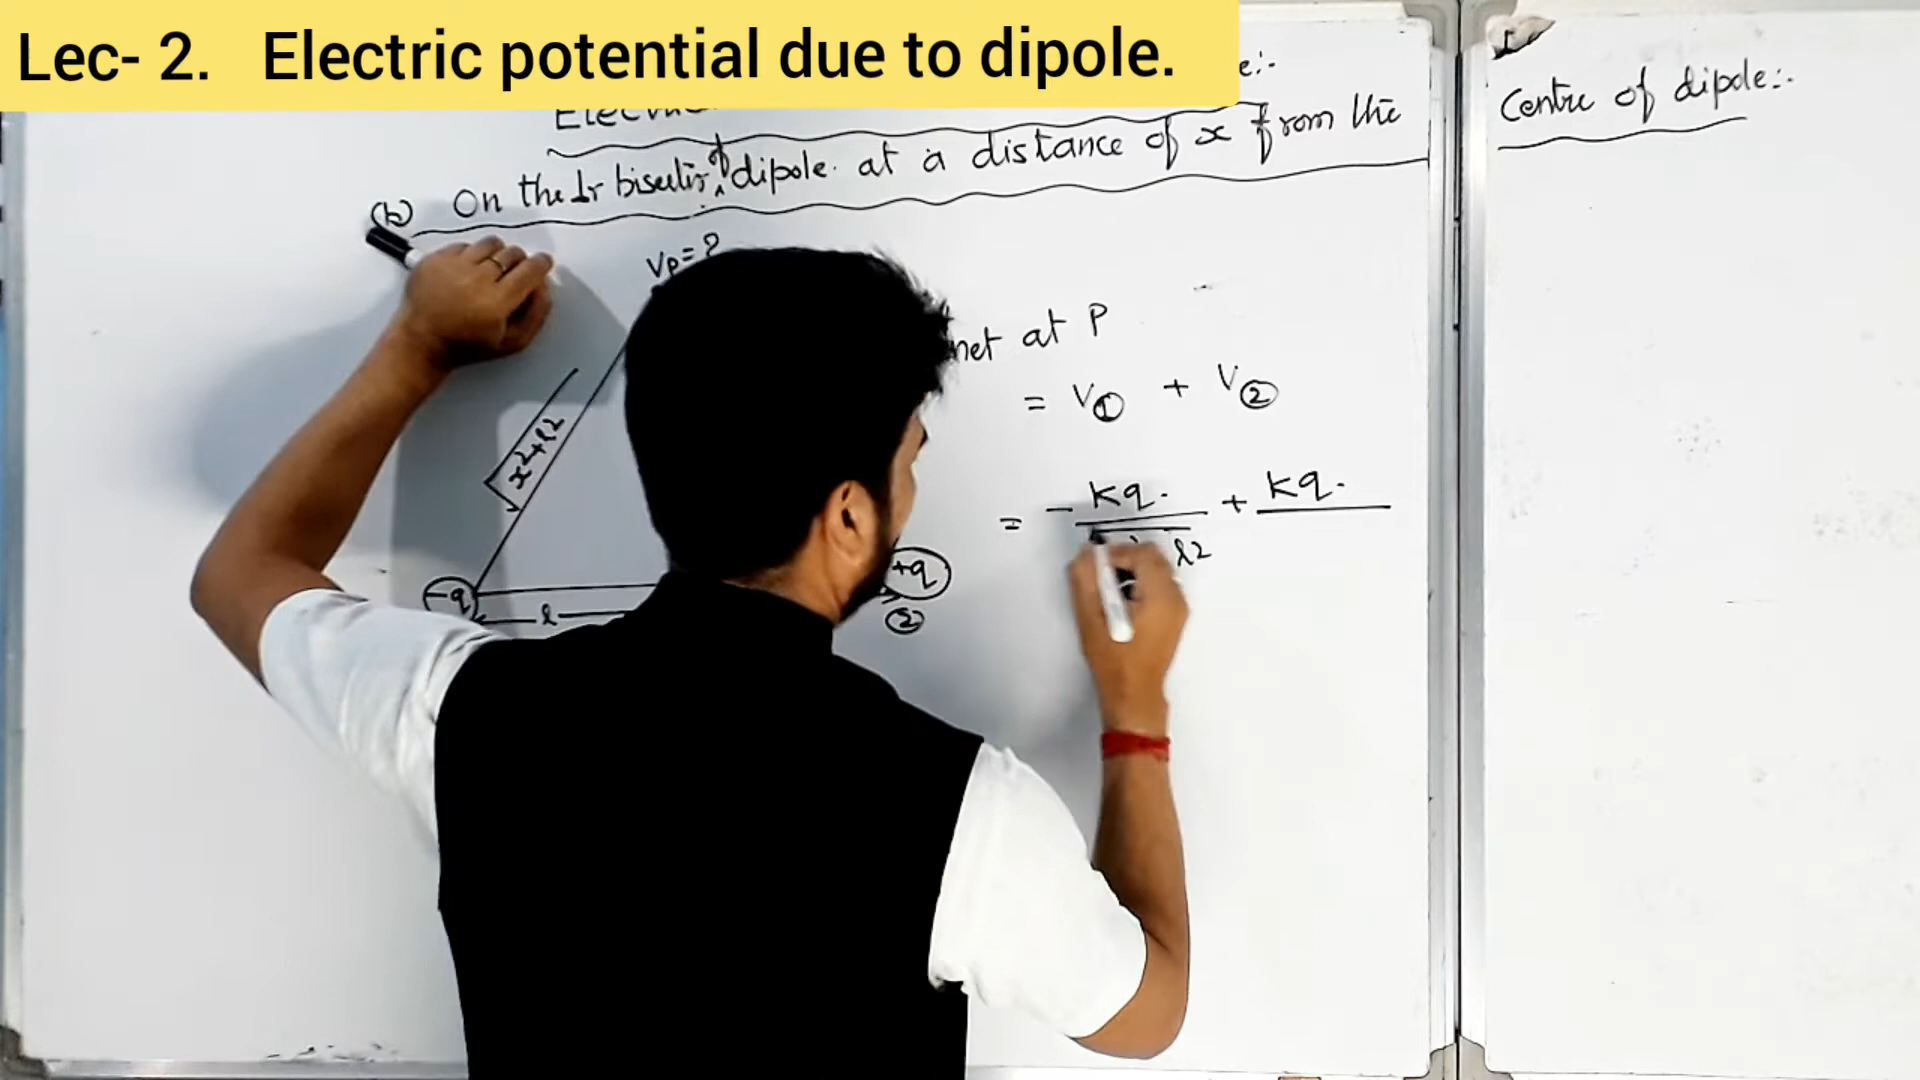 Lec- 2. Electric potential due to dipole.
e:-
(b) On the ⊥r bisector of dipole. at a distance of x from the
Centre of dipole:-
Vp = ?
net at P
= V① + V②
√x²+l²
= - Kq. + Kq.
l2
-q
+q
l
②